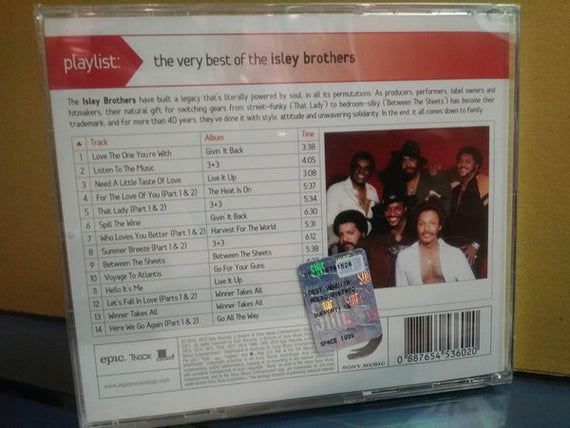 playlist: the very best of the isley brothers
The Isley Brothers have built a legacy that's literally powered by soul, in all its permutations. As producers, performers, label owners and
hitmakers, their natural gift for switching gears from street-funky ('That Lady') to bedroom-silky ('Between The Sheets') has become their
trademark, and for more than 40 years, they've done it with style, attitude and unwavering solidarity. In the end, it all comes down to family.
Track Album Time
1 Love The One You're With Givin' It Back 3:38
2 Listen To The Music 3+3 4:05
3 Need A Little Taste Of Love Live It Up 3:08
4 For The Love Of You (Part 1 & 2) The Heat Is On 5:37
5 That Lady (Part 1 & 2) 3+3 5:34
6 Spill The Wine Givin' It Back 6:30
7 Who Loves You Better (Part 1 & 2) Harvest For The World 5:31
8 Summer Breeze (Part 1 & 2) 3+3 6:12
9 Between The Sheets Between The Sheets 5:38
10 Voyage To Atlantis Go For Your Guns
11 Hello It's Me Live It Up
12 Let's Fall In Love (Parts 1 & 2) Winner Takes All
13 Winner Takes All Winner Takes All
14 Here We Go Again (Part 1 & 2) Go All The Way
SPACE 1999
epic. T-NECK
www.legacyrecordings.com
SONY MUSIC
0 887654 536020